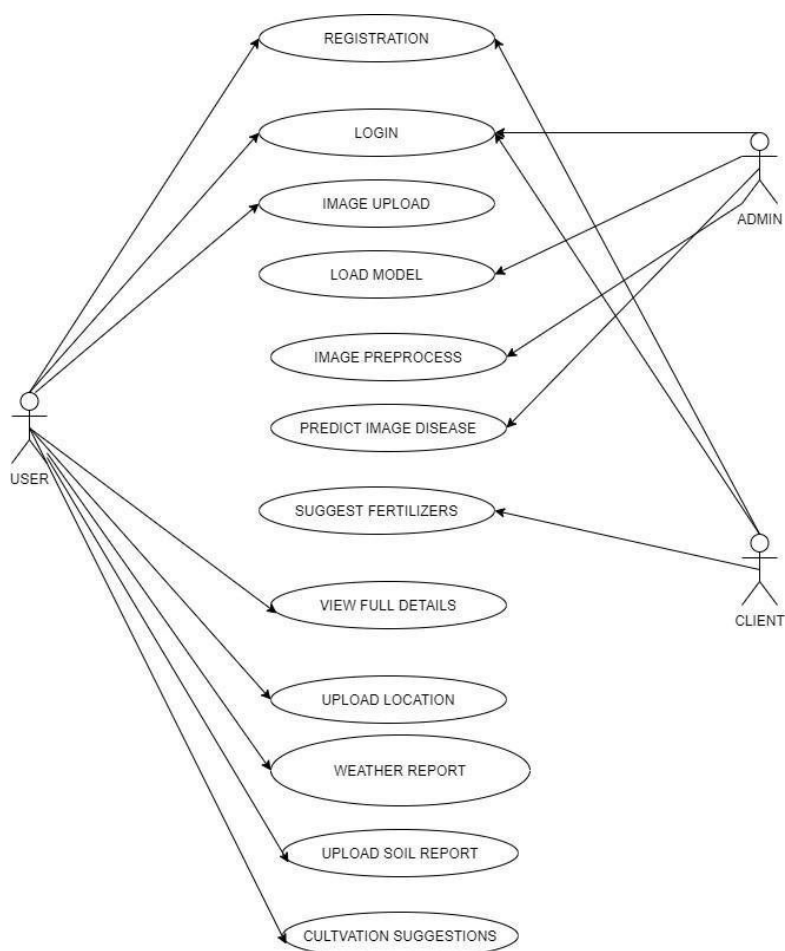 REGISTRATION
LOGIN
ADMIN
IMAGE UPLOAD
LOAD MODEL
IMAGE PREPROCESS
PREDICT IMAGE DISEASE
USER
SUGGEST FERTILIZERS
VIEW FULL DETAILS
CLIENT
UPLOAD LOCATION
WEATHER REPORT
UPLOAD SOIL REPORT
CULTVATION SUGGESTIONS